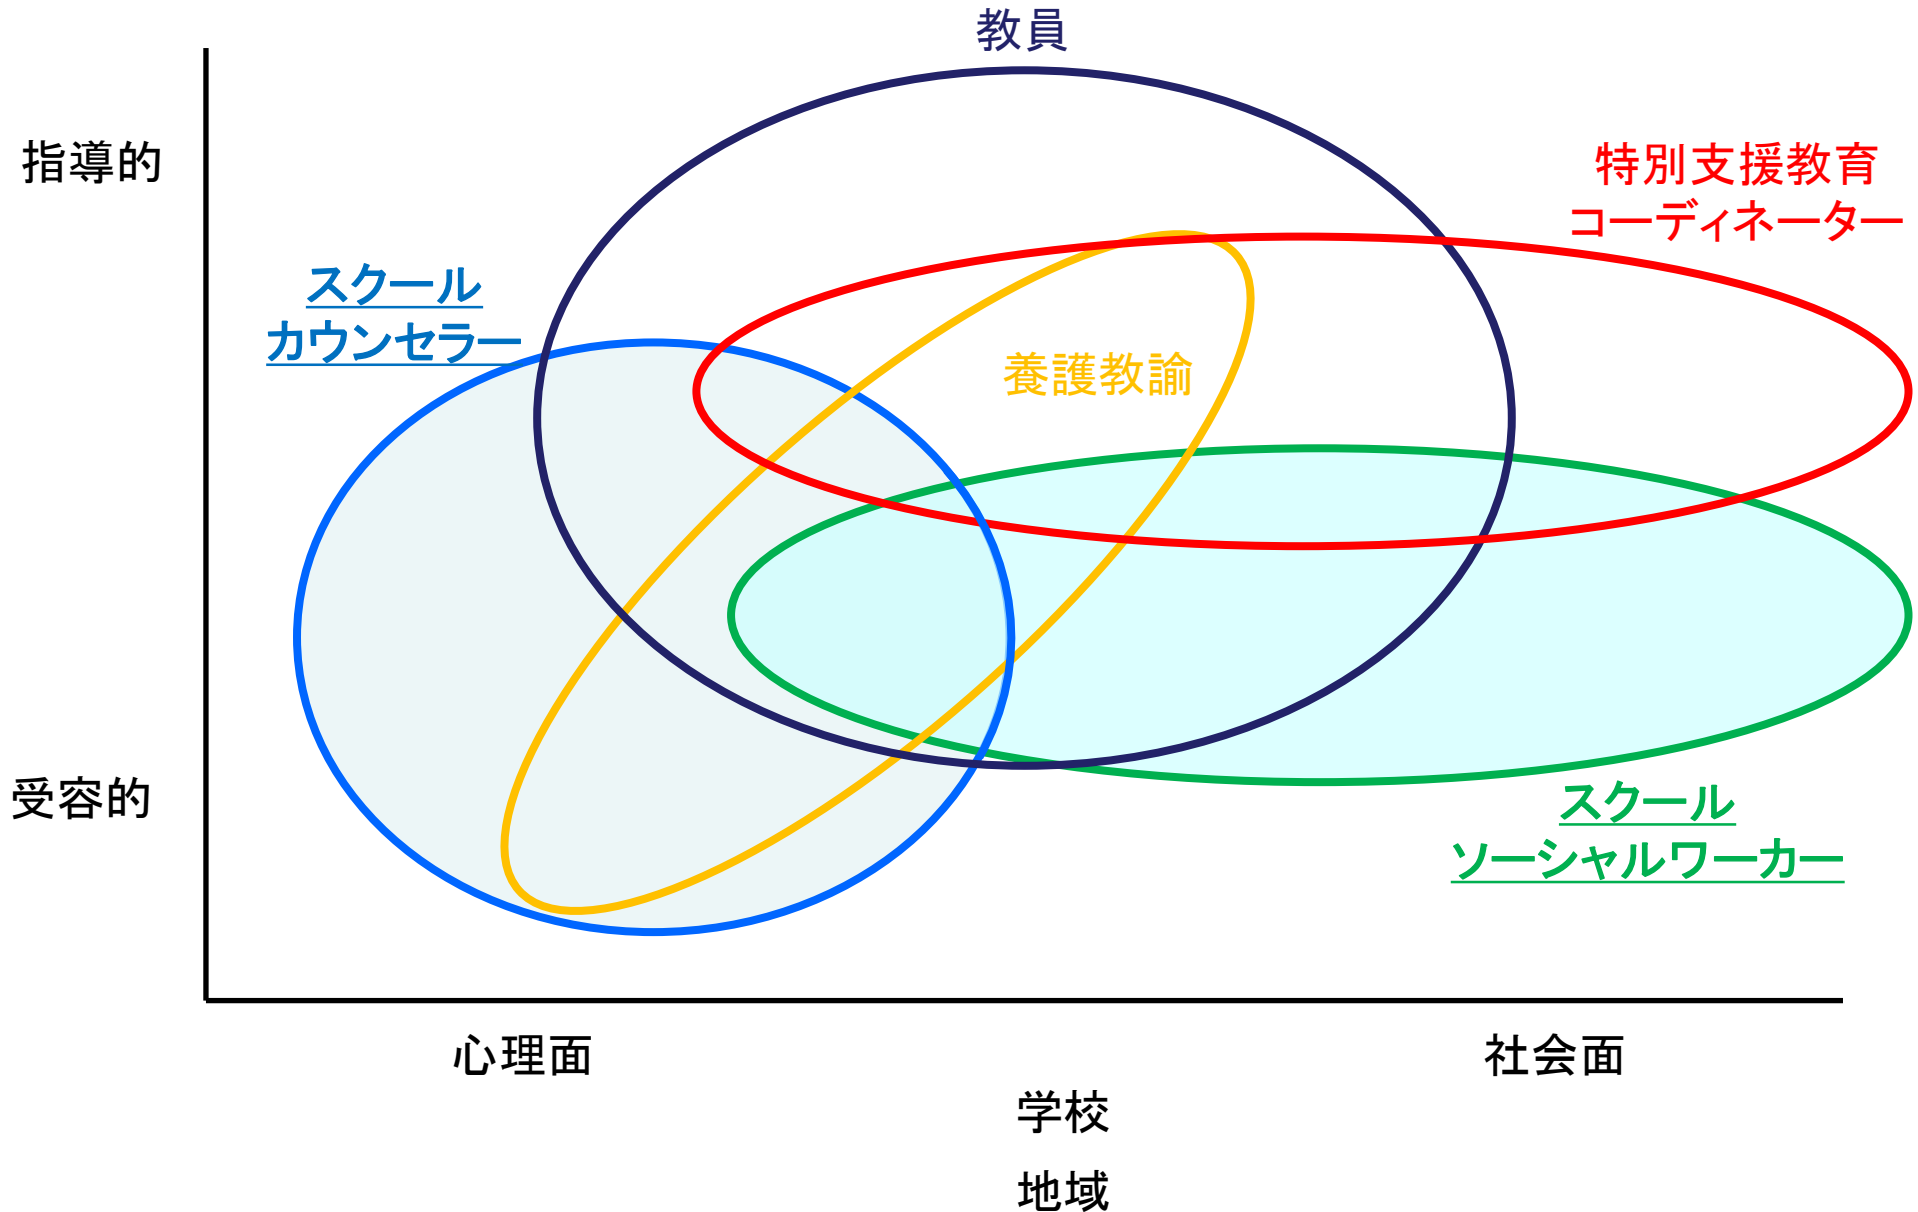 教員
指導的
特別支援教育
コーディネーター
スクール
カウンセラー
養護教諭
受容的
スクール
ソーシャルワーカー
心理面
社会面
学校
地域